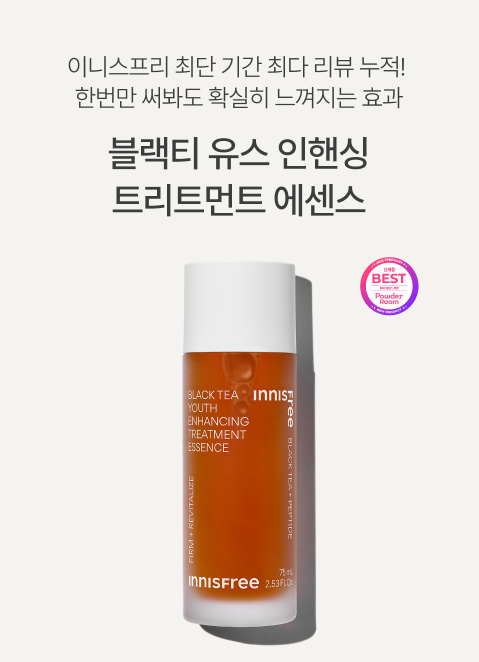 이니스프리 최단 기간 최다 리뷰 누적!
한번만 써봐도 확실히 느껴지는 효과
블랙티 유스 인핸싱
트리트먼트 에센스
BEST
Powder
Room
BLACK TEA
YOUTH
ENHANCING
TREATMENT
ESSENCE
INNISFree
BLACK TEA + PEPTIDE
FIRM + REVITALIZE
75 mL
INNISFree 2.53 FL.Oz